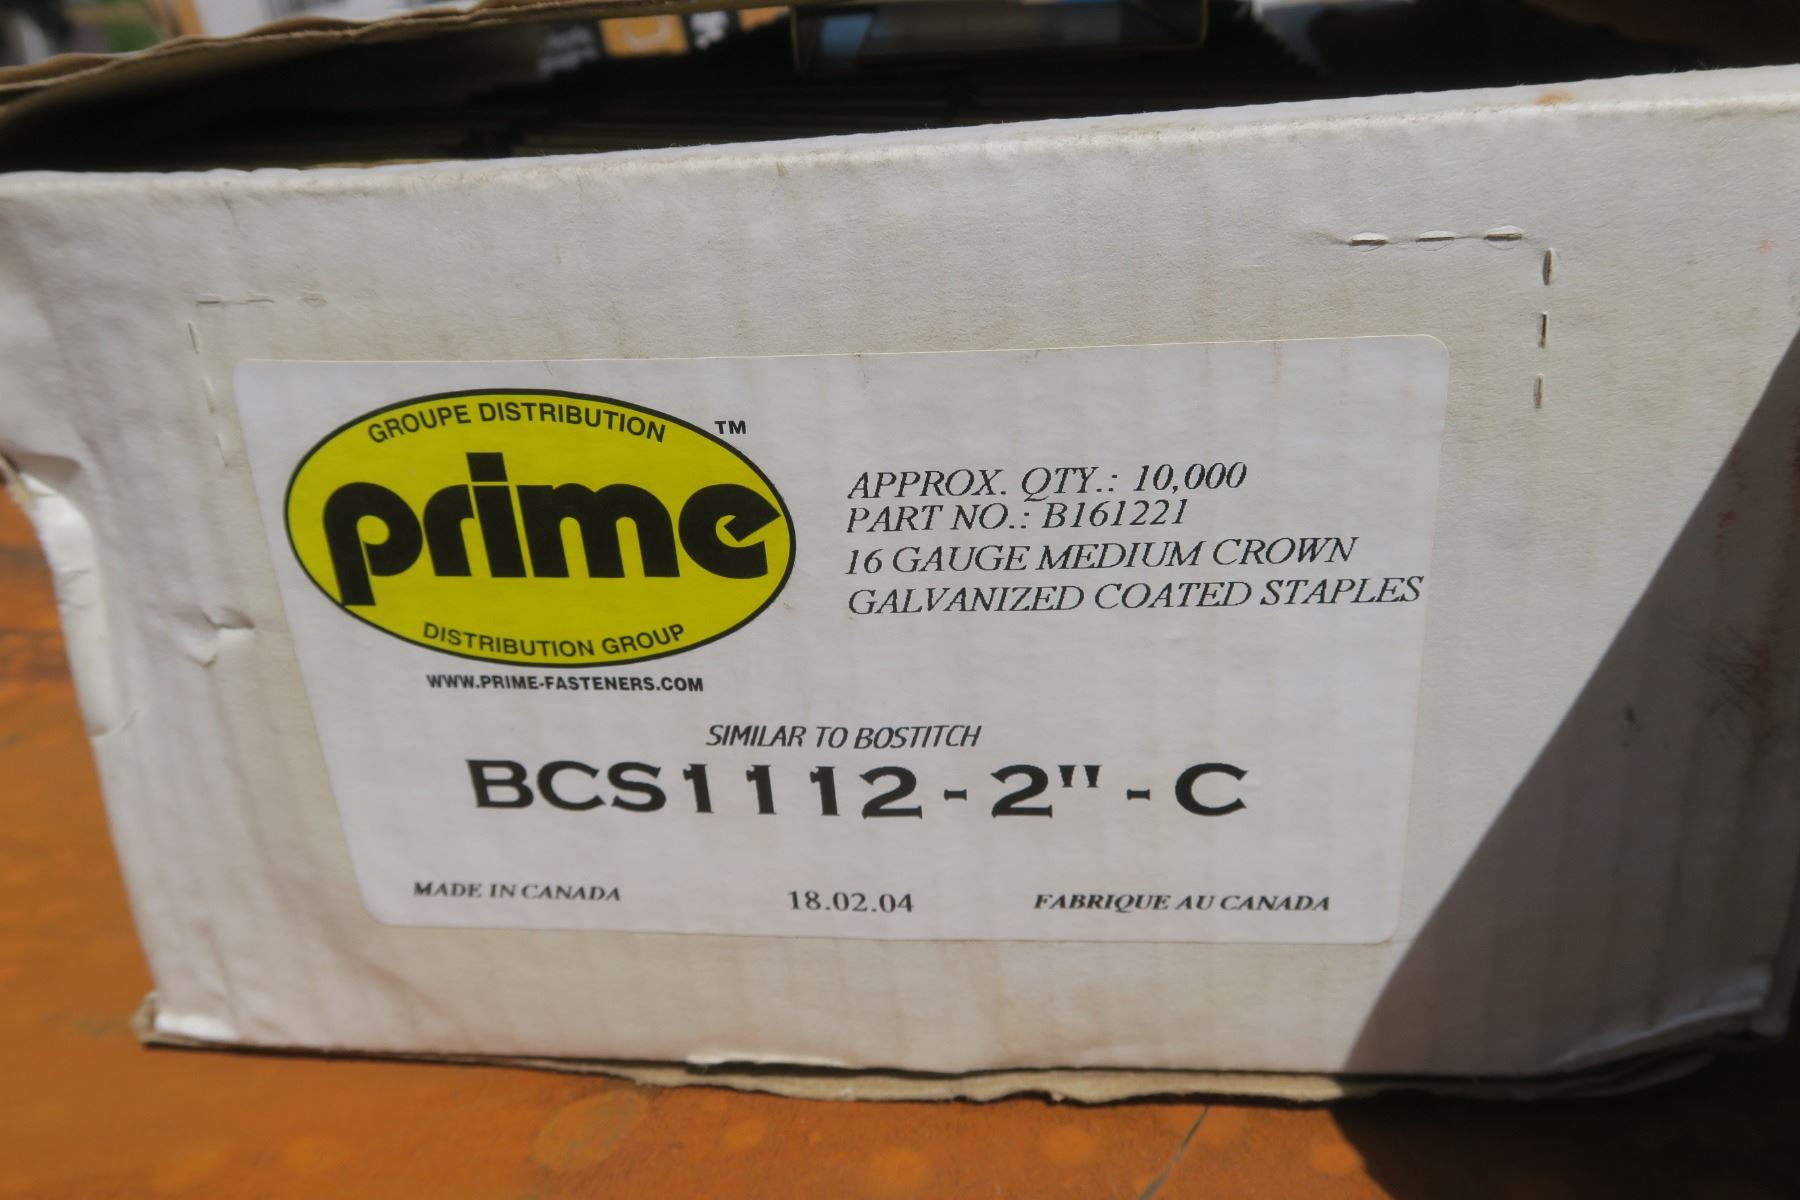 GROUPE DISTRIBUTION
prime
TM
DISTRIBUTION GROUP
WWW.PRIME-FASTENERS.COM
APPROX. QTY.: 10,000
PART NO.: B161221
16 GAUGE MEDIUM CROWN
GALVANIZED COATED STAPLES
SIMILAR TO BOSTITCH
BCS1112-2"-C
MADE IN CANADA
18.02.04
FABRIQUE AU CANADA